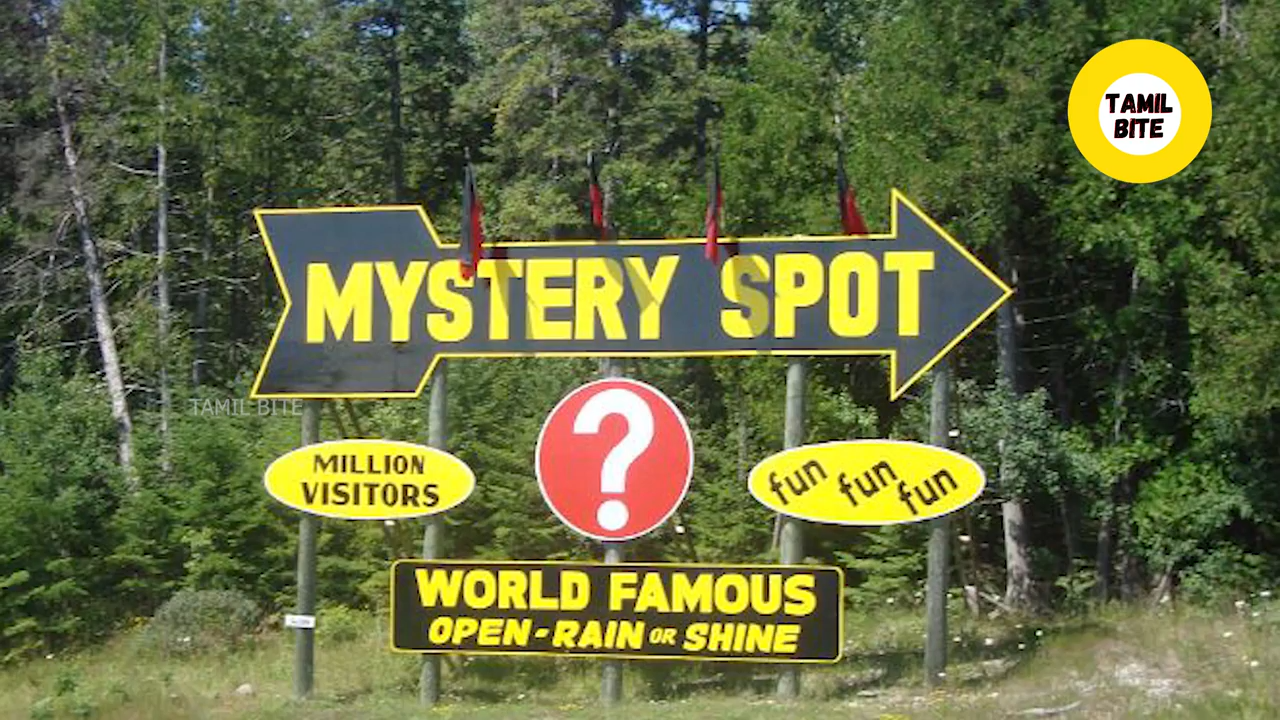 TAMIL
BITE
MYSTERY SPOT
TAMIL BITE
MILLION
VISITORS
?
fun fun fun
WORLD FAMOUS
OPEN-RAIN OR SHINE